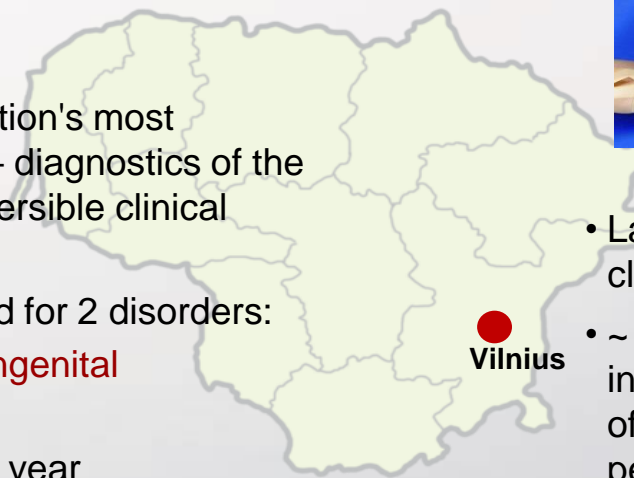 tion's most
- diagnostics of the
ersible clinical
d for 2 disorders:
ngenital
year
Vilnius
• La
cl
• ~
in
of
pe